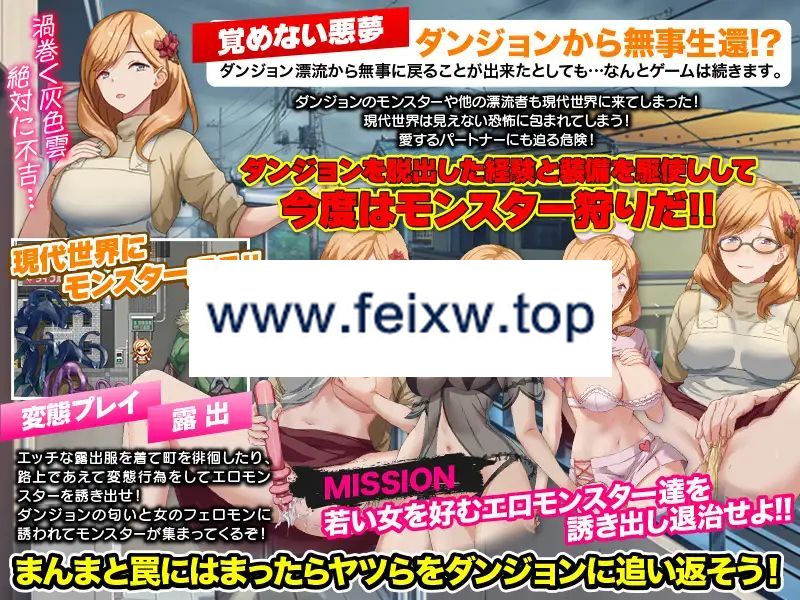 渦巻く灰色雲
絶対に不吉…
覚めない悪夢
ダンジョンから無事生還!?
ダンジョン漂流から無事に戻ることが出来たとしても…なんとゲームは続きます。
ダンジョンのモンスターや他の漂流者も現代世界に来てしまった!
現代世界は見えない恐怖に包まれてしまう!
愛するパートナーにも迫る危険!
ダンジョンを脱出した経験と装備を駆使しして
今度はモンスター狩りだ!!
現代世界に
モンスター
www.feixw.top
変態プレイ
露出
エッチな露出服を着て町を徘徊したり、
路上であえて変態行為をしてエロモン
スターを誘き出せ!
ダンジョンの匂いと女のフェロモンに
誘われてモンスターが集まってくるぞ!
MISSION
若い女を好むエロモンスター達を
誘き出し退治せよ!!
まんまと罠にはまったらヤツらをダンジョンに追い返そう!